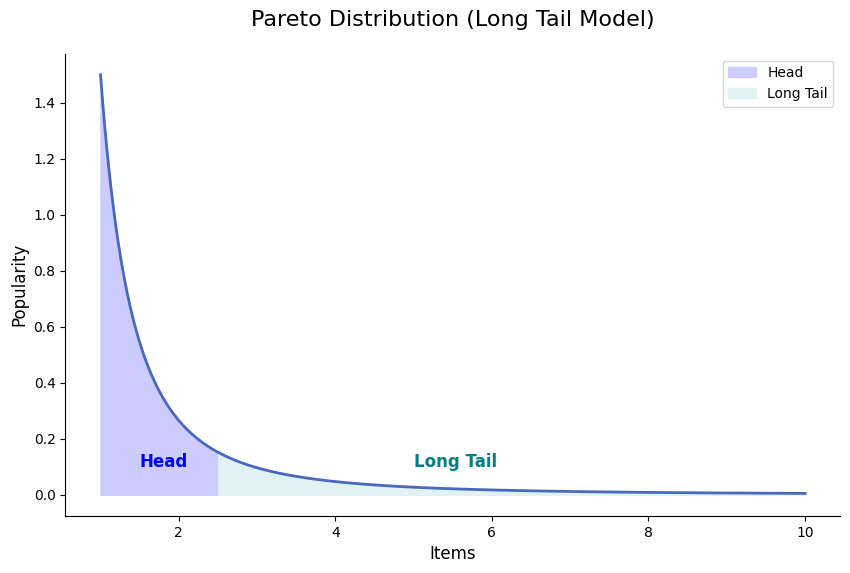 Pareto Distribution (Long Tail Model)
Head
Long Tail
Popularity
1.4
1.2
1.0
0.8
0.6
0.4
0.2
0.0
Head
Long Tail
2 4 6 8 10
Items